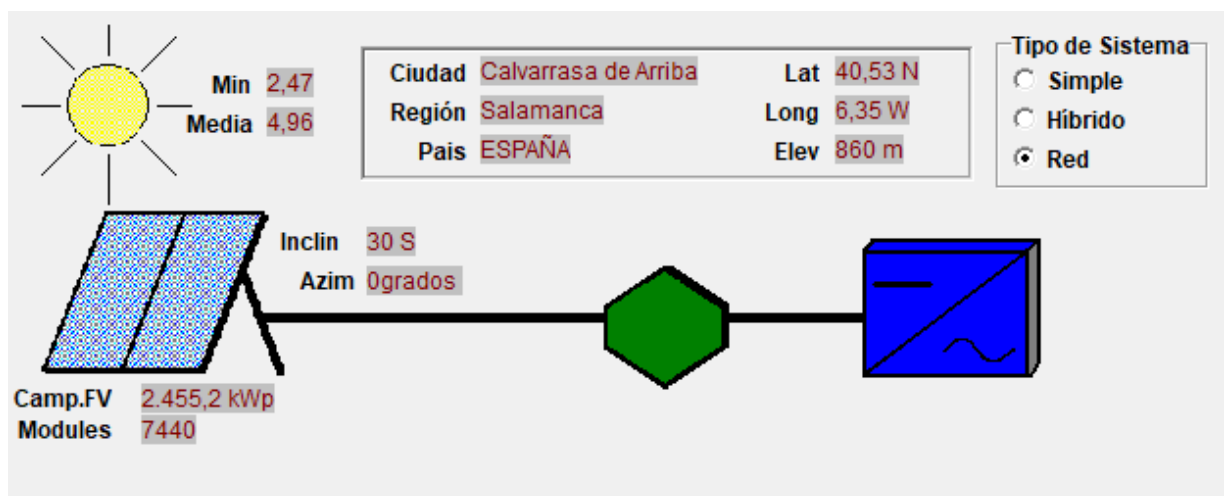 Min 2,47
Media 4,96
Ciudad Calvarrasa de Arriba Lat 40,53 N
Región Salamanca Long 6,35 W
Pais ESPAÑA Elev 860 m
Tipo de Sistema
Simple
Híbrido
Red
Inclin 30 S
Azim 0grados
Camp.FV 2.455,2 kWp
Modules 7440